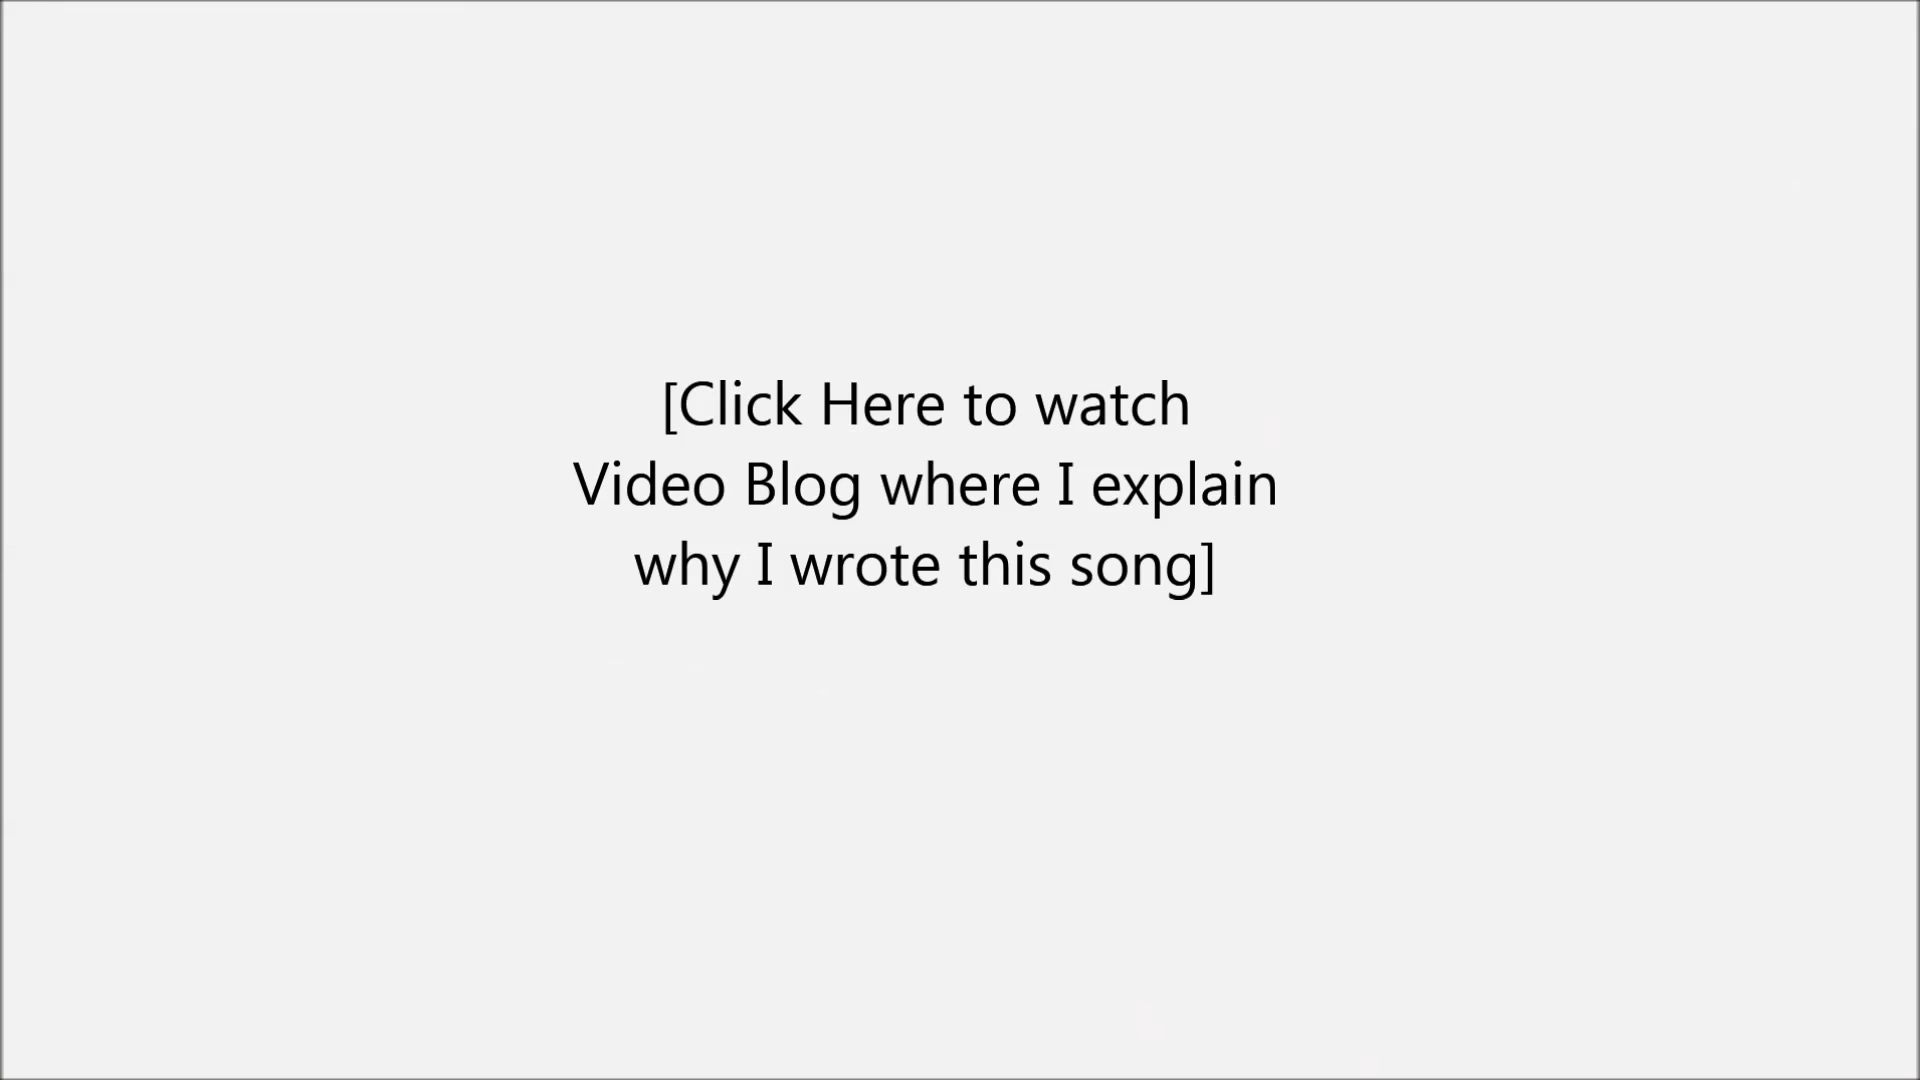 [Click Here to watch
Video Blog where I explain
why I wrote this song]